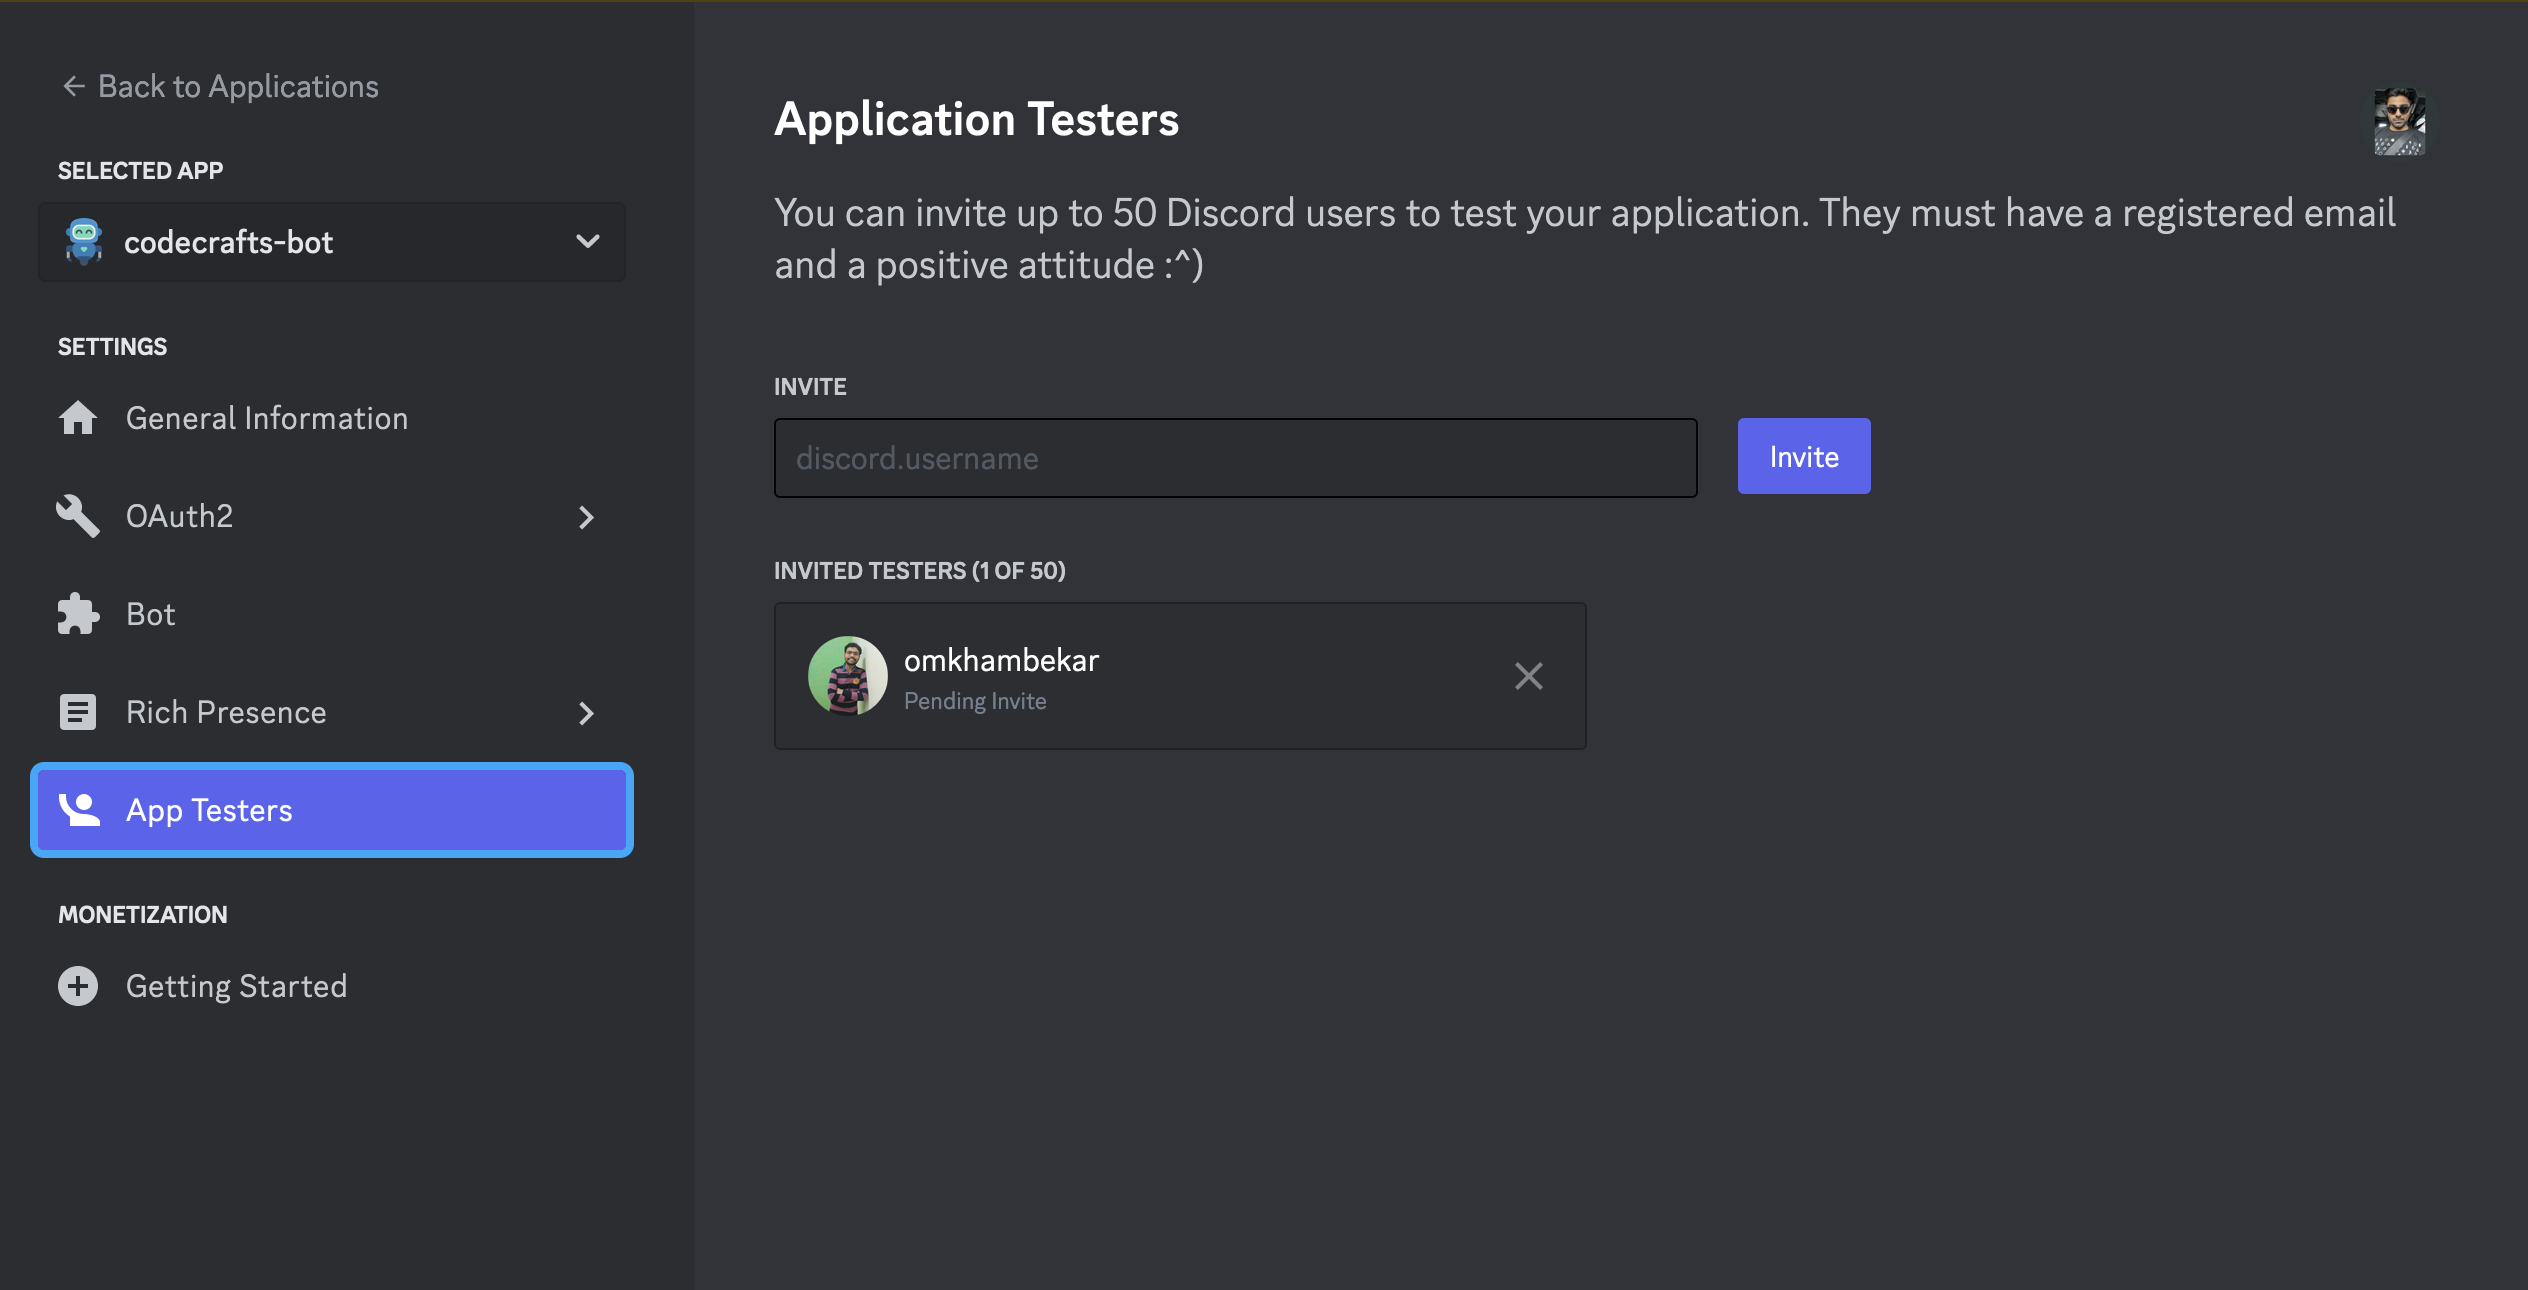 Back to Applications
SELECTED APP
codecrafts-bot
SETTINGS
General Information
OAuth2
Bot
Rich Presence
App Testers
MONETIZATION
Getting Started
Application Testers
You can invite up to 50 Discord users to test your application. They must have a registered email
and a positive attitude :^)
INVITE
discord.username
Invite
INVITED TESTERS (1 OF 50)
omkhambekar
Pending Invite